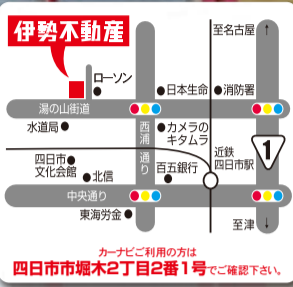 伊勢不動産
至名古屋
↑
ローソン
日本生命
消防署
湯の山街道
水道局
西浦通り
カメラの
キタムラ
1
近鉄
四日市駅
四日市
文化会館
北信
百五銀行
中央通り
東海労金
至津
↓
カーナビご利用の方は
四日市市堀木2丁目2番1号でご確認下さい。